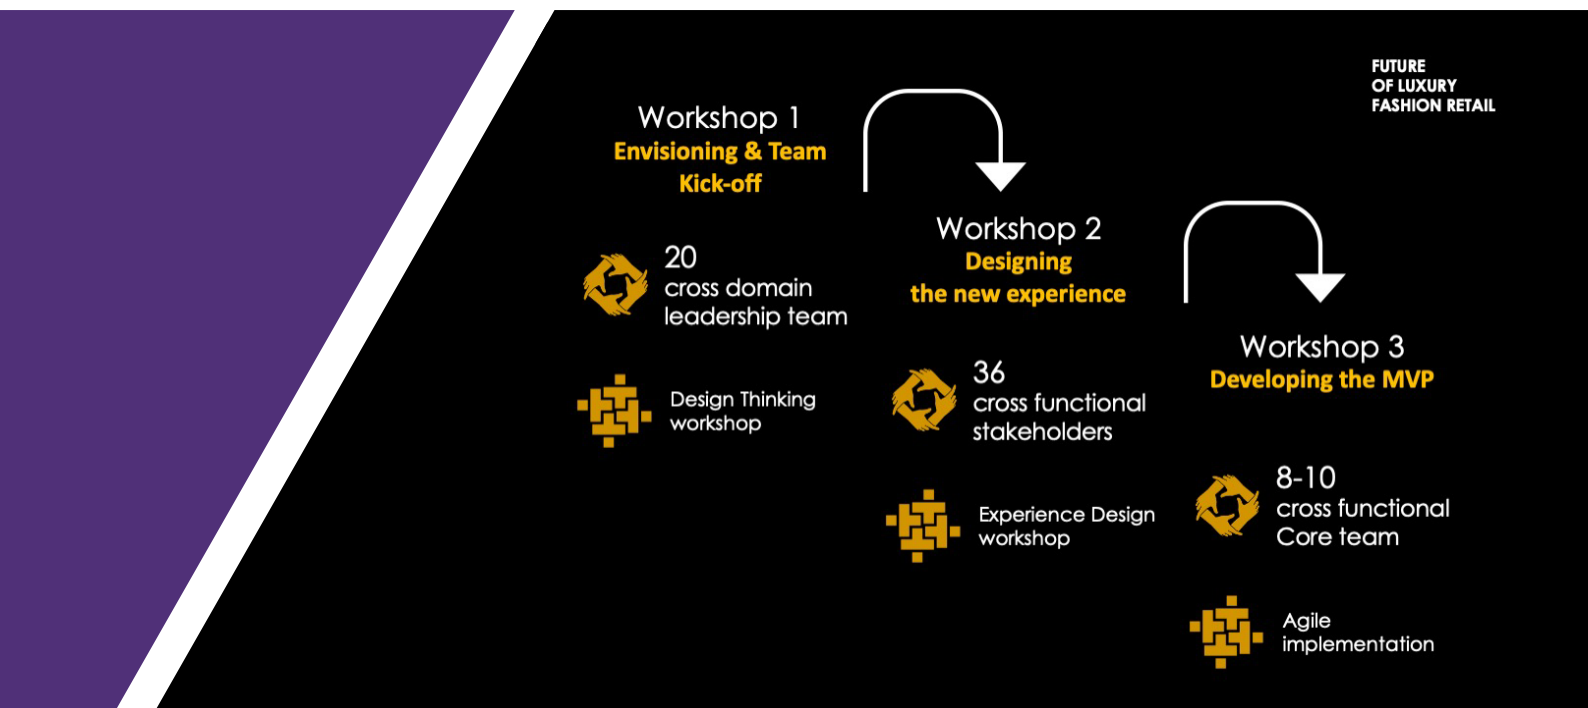 FUTURE
OF LUXURY
FASHION RETAIL
Workshop 1
Envisioning & Team
Kick-off
20
cross domain
leadership team
Design Thinking
workshop
Workshop 2
Designing
the new experience
36
cross functional
stakeholders
Experience Design
workshop
Workshop 3
Developing the MVP
8-10
cross functional
Core team
Agile
implementation